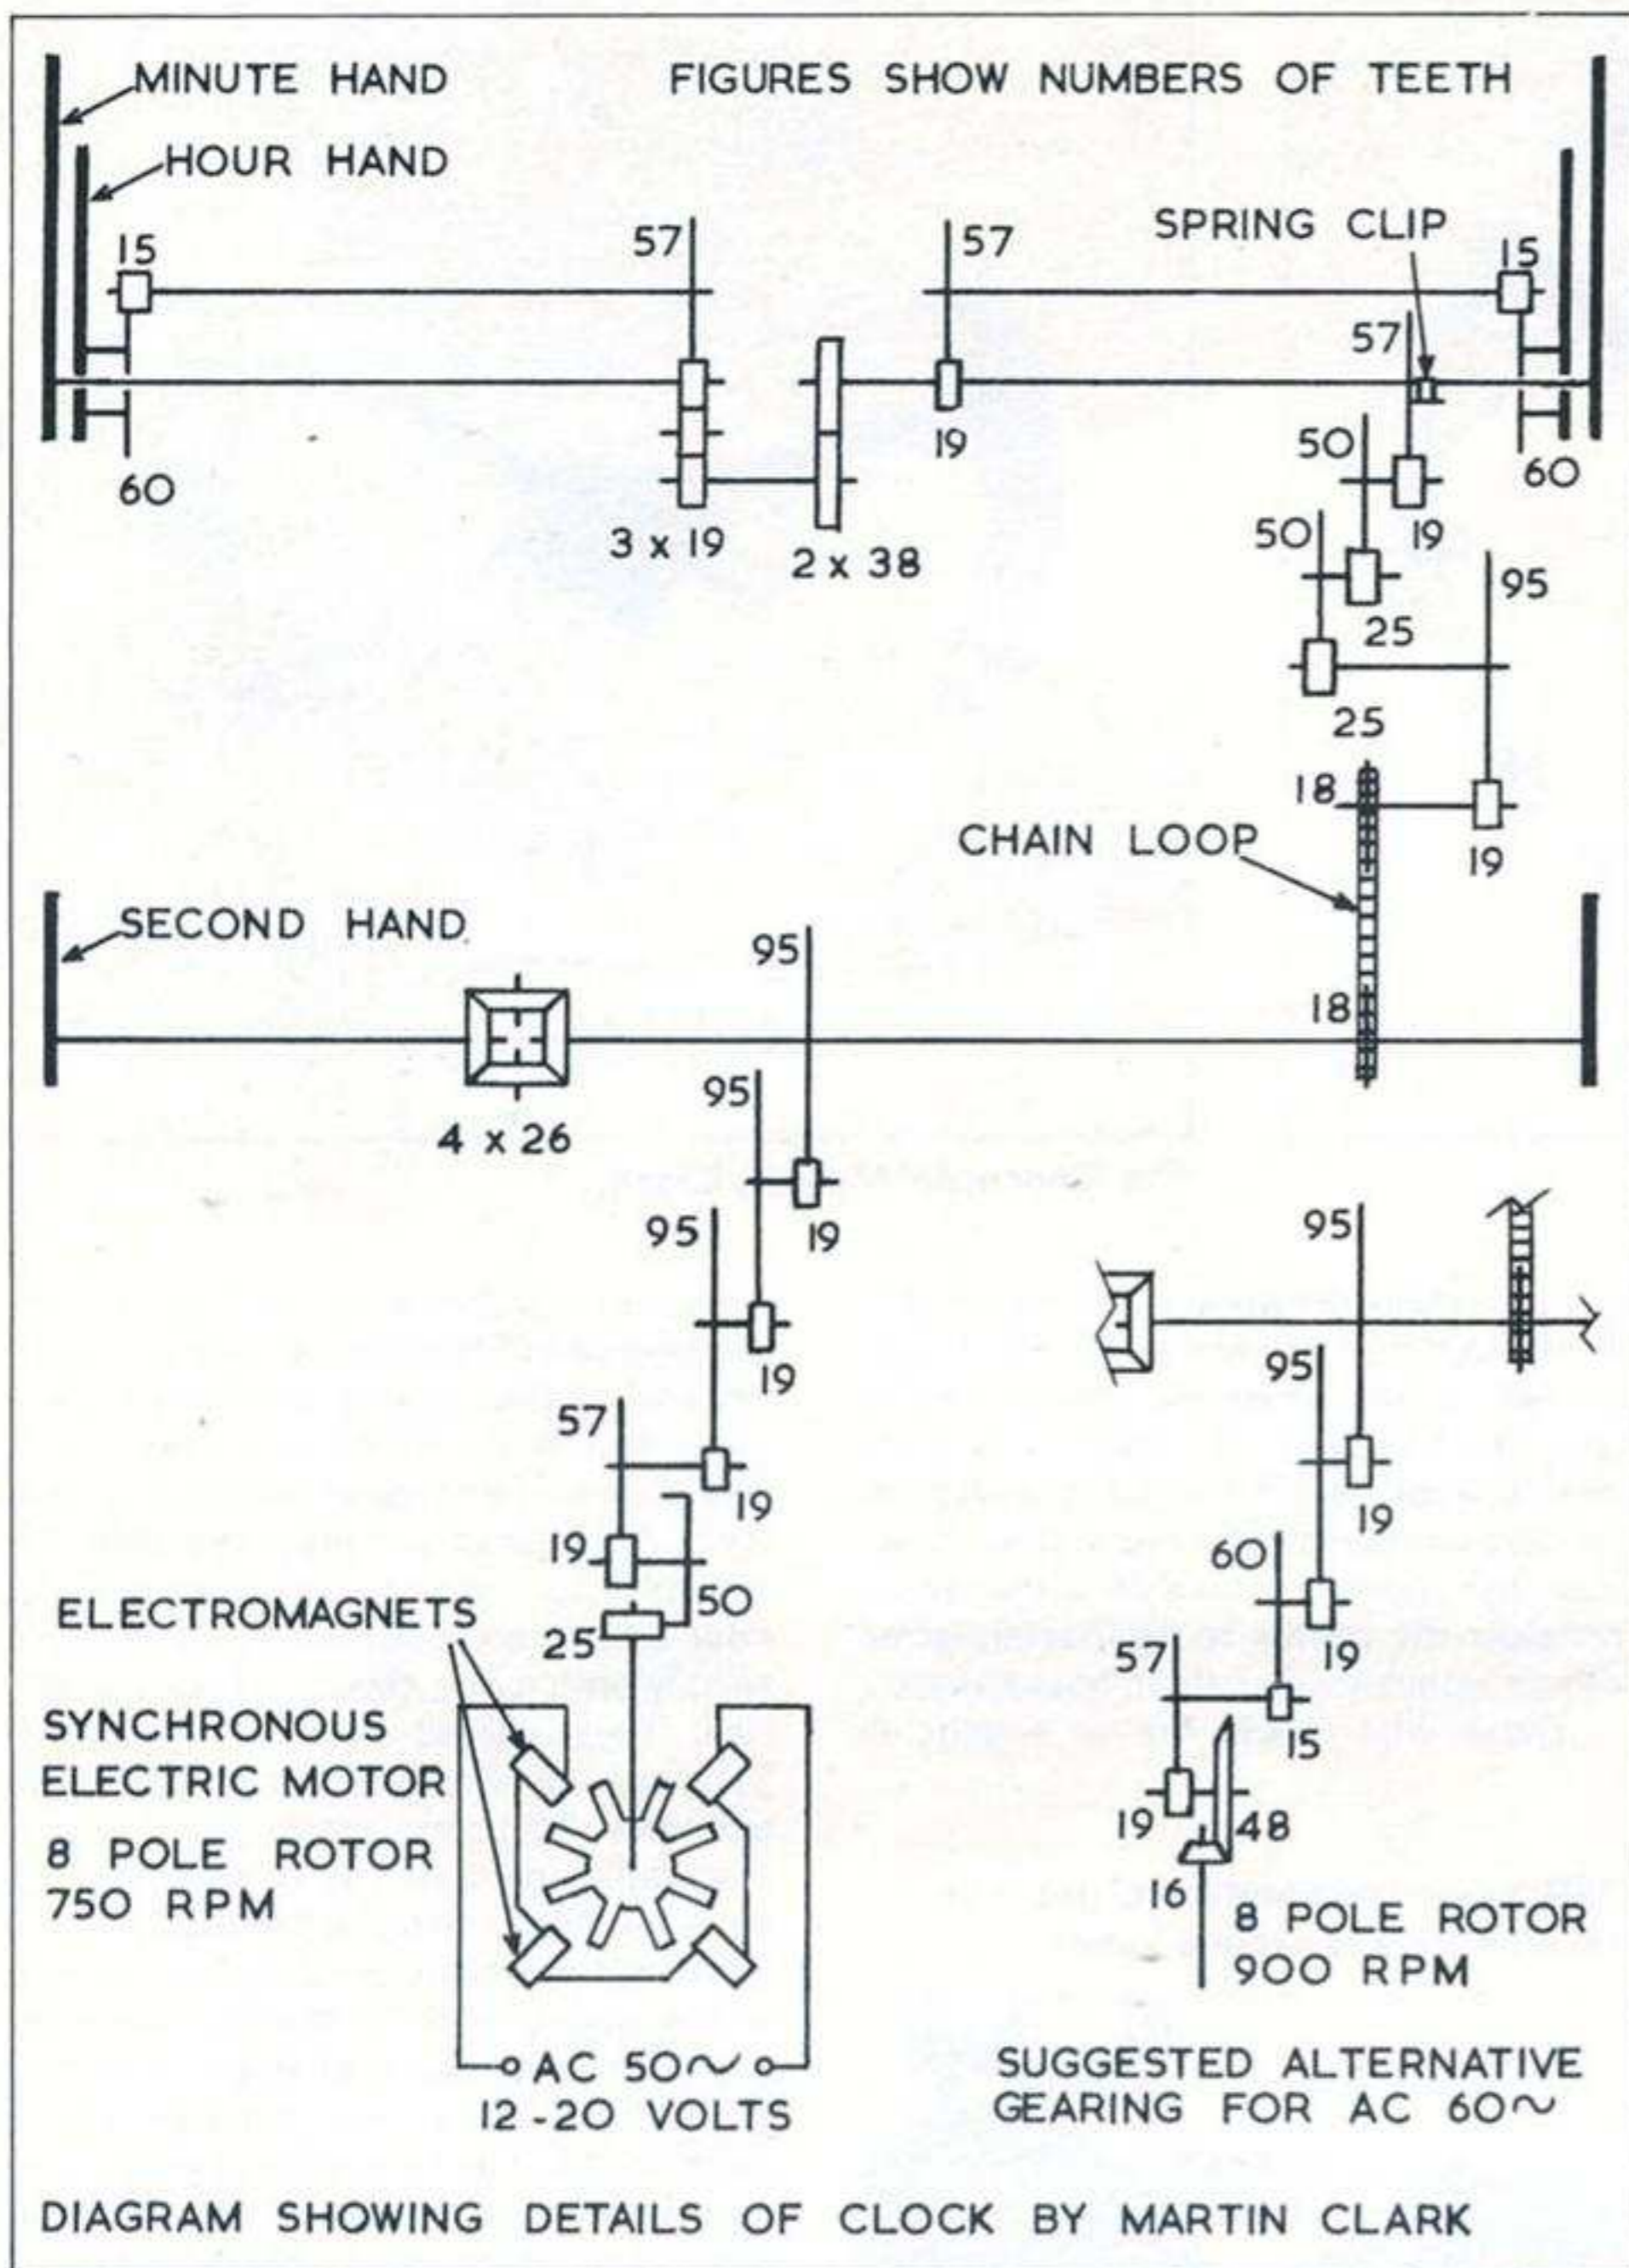 MINUTE HAND
FIGURES SHOW NUMBERS OF TEETH
HOUR HAND
SPRING CLIP
15
57
57
15
57
60
3 x 19
2 x 38
19
50
19
60
50
25
95
25
18
19
CHAIN LOOP
SECOND HAND
95
18
4 x 26
95
19
95
19
57
19
19
50
25
ELECTROMAGNETS
SYNCHRONOUS
ELECTRIC MOTOR
8 POLE ROTOR
750 RPM
AC 50~
12-20 VOLTS
95
95
19
60
19
57
15
19
48
16
8 POLE ROTOR
900 RPM
SUGGESTED ALTERNATIVE
GEARING FOR AC 60~
DIAGRAM SHOWING DETAILS OF CLOCK BY MARTIN CLARK